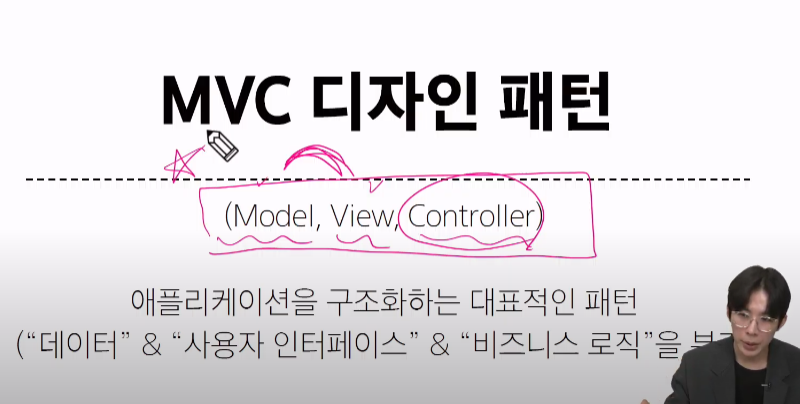 MVC 디자인 패턴
(Model, View, Controller)
애플리케이션을 구조화하는 대표적인 패턴
(“데이터” & “사용자 인터페이스” & “비즈니스 로직”을